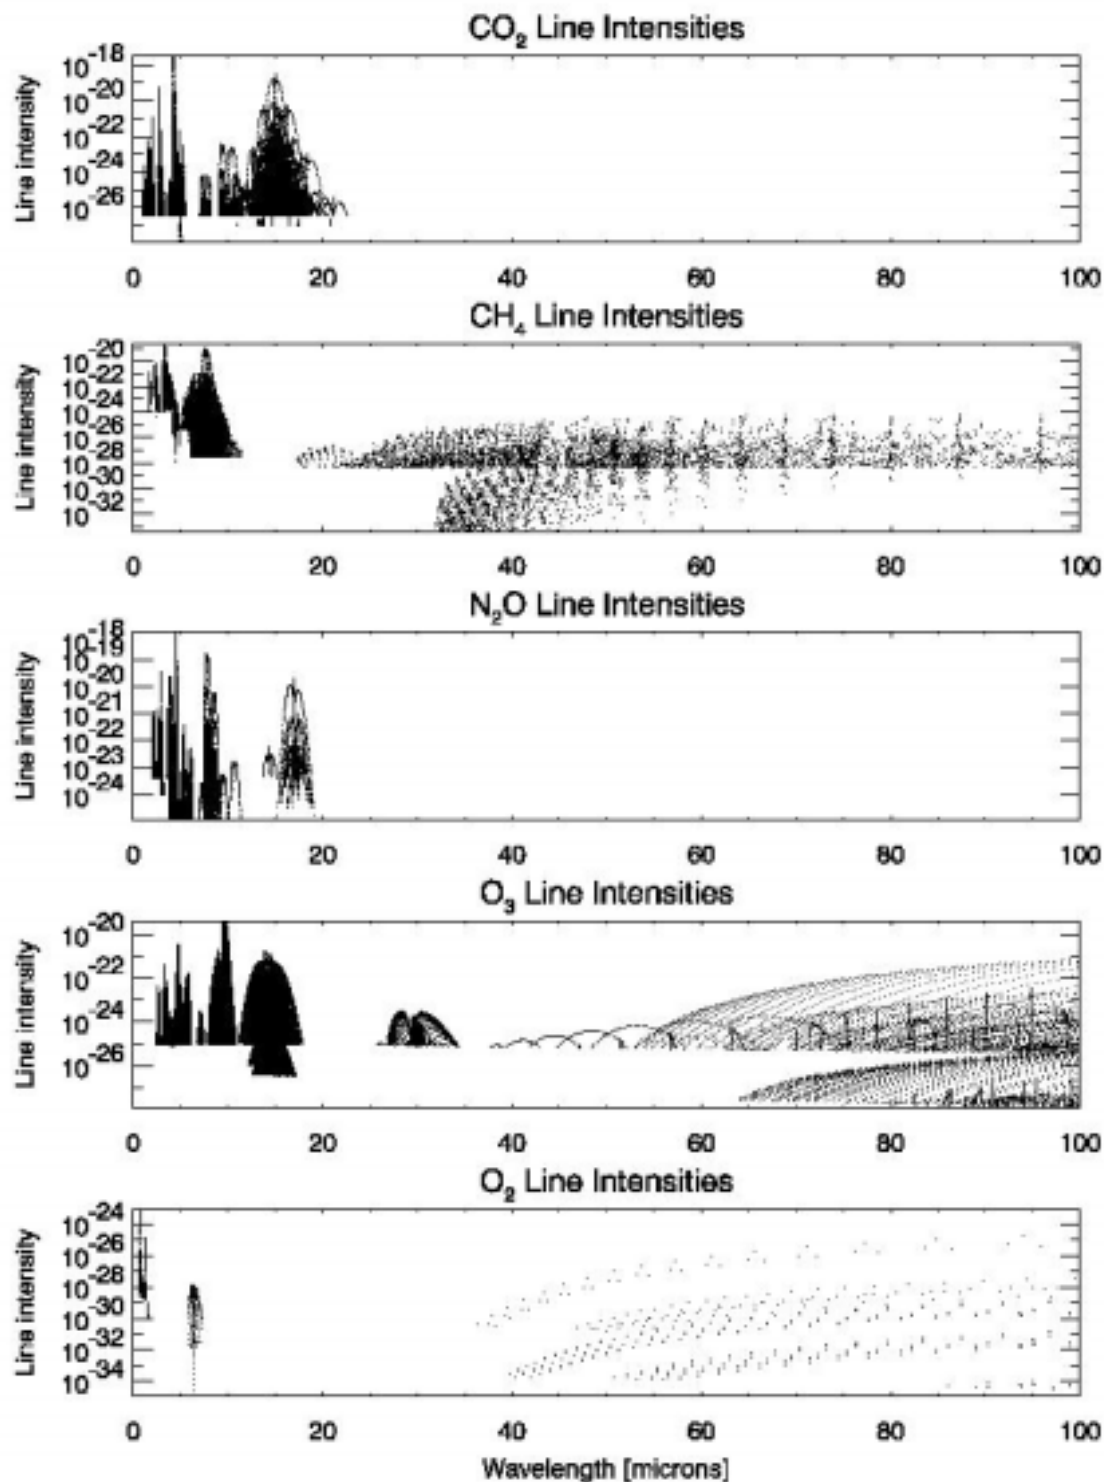 CO₂ Line Intensities
Line intensity
10⁻¹⁸
10⁻²⁰
10⁻²²
10⁻²⁴
10⁻²⁶
0 20 40 60 80 100
CH₄ Line Intensities
Line intensity
10⁻²⁰
10⁻²²
10⁻²⁴
10⁻²⁶
10⁻²⁸
10⁻³⁰
10⁻³²
0 20 40 60 80 100
N₂O Line Intensities
Line intensity
10⁻¹⁸
10⁻¹⁹
10⁻²⁰
10⁻²¹
10⁻²²
10⁻²³
10⁻²⁴
0 20 40 60 80 100
O₃ Line Intensities
Line intensity
10⁻²⁰
10⁻²²
10⁻²⁴
10⁻²⁶
0 20 40 60 80 100
O₂ Line Intensities
Line intensity
10⁻²⁴
10⁻²⁶
10⁻²⁸
10⁻³⁰
10⁻³²
10⁻³⁴
0 20 40 60 80 100
Wavelength [microns]